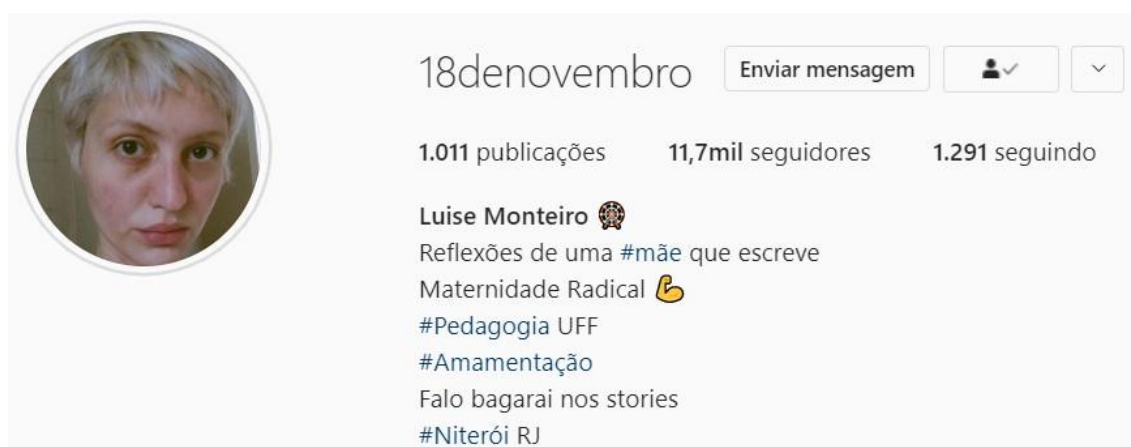 18denovembro Enviar mensagem
1.011 publicações 11,7mil seguidores 1.291 seguindo
Luise Monteiro
Reflexões de uma #mãe que escreve
Maternidade Radical 💪
#Pedagogia UFF
#Amamentação
Falo bagarai nos stories
#Niterói RJ